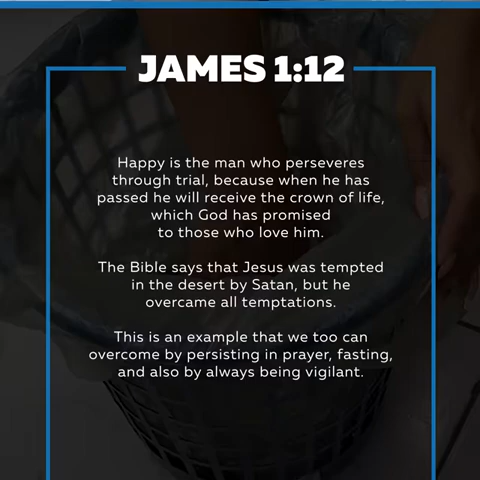 JAMES 1:12
Happy is the man who perseveres
through trial, because when he has
passed he will receive the crown of life,
which God has promised
to those who love him.
The Bible says that Jesus was tempted
in the desert by Satan, but he
overcame all temptations.
This is an example that we too can
overcome by persisting in prayer, fasting,
and also by always being vigilant.